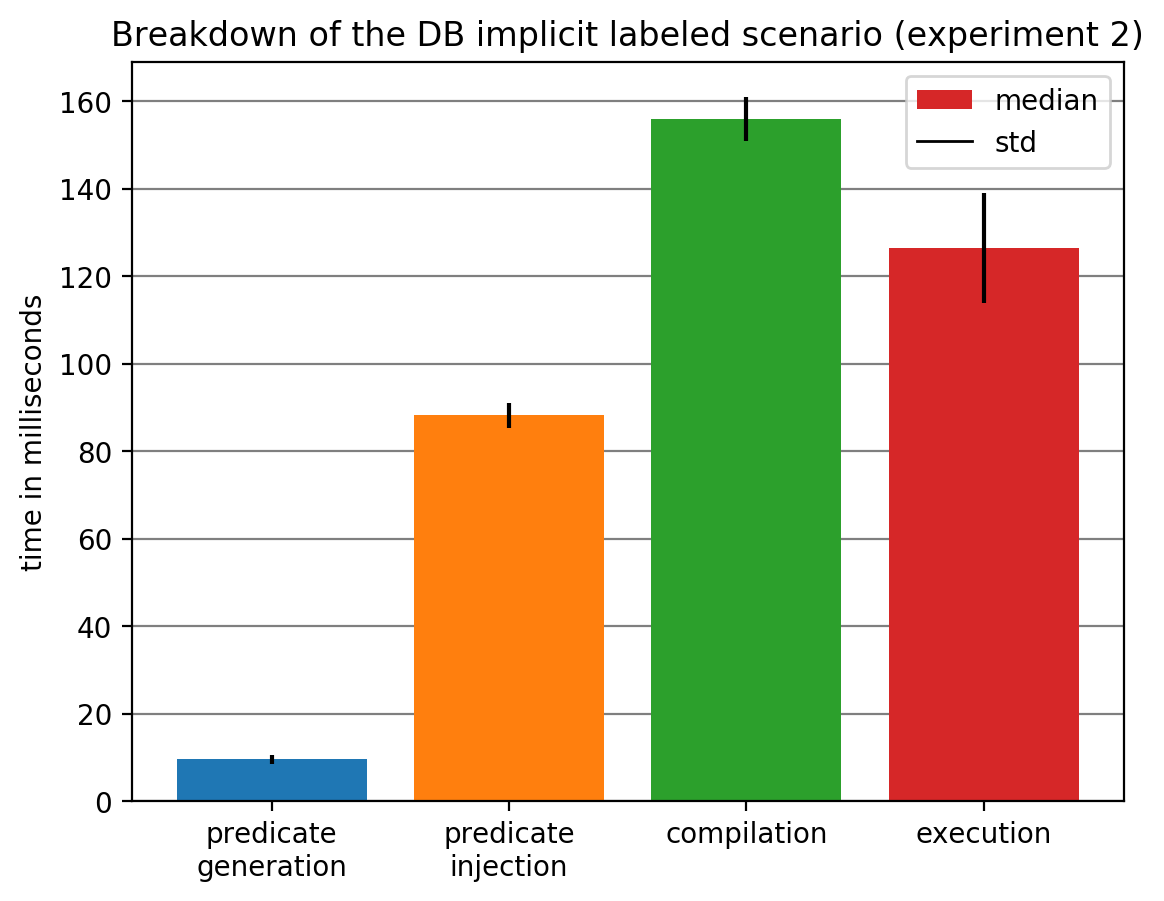 Breakdown of the DB implicit labeled scenario (experiment 2)
median
std
time in milliseconds
160
140
120
100
80
60
40
20
0
predicate
generation
predicate
injection
compilation
execution